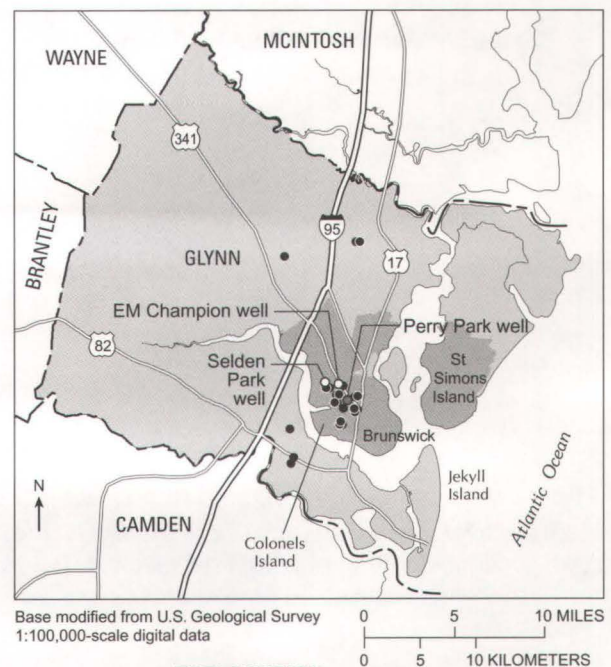 WAYNE
MCINTOSH
341
BRANTLEY
95
GLYNN
17
EM Champion well
Perry Park well
82
Selden
Park
well
St
Simons
Island
Brunswick
Jekyll
Island
Atlantic Ocean
N
CAMDEN
Colonels
Island
Base modified from U.S. Geological Survey
1:100,000-scale digital data
0 5 10 MILES
0 5 10 KILOMETERS